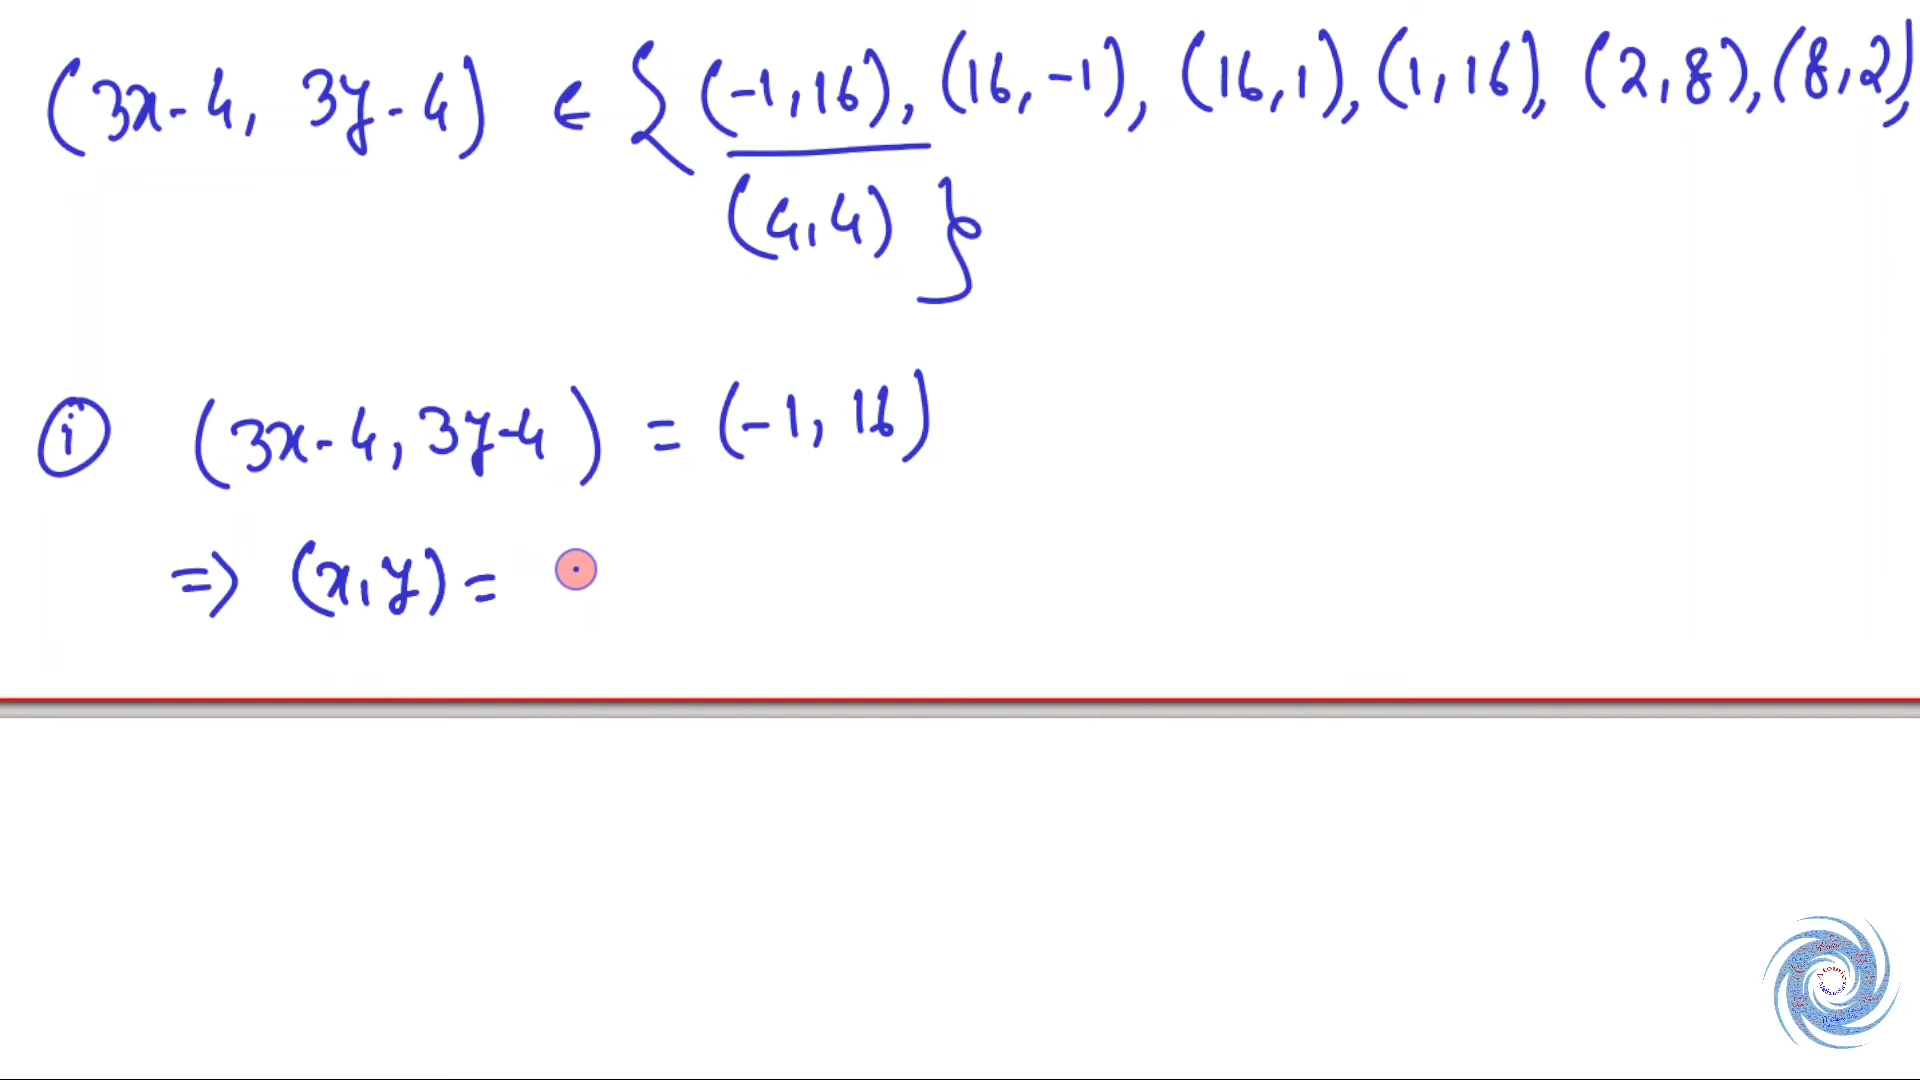 (3x-4, 3y-4) ∈ {(-1,16), (16,-1), (16,1), (1,16), (2,8), (8,2),
(4,4)}
(i) (3x-4, 3y-4) = (-1, 16)
=> (x,y) =